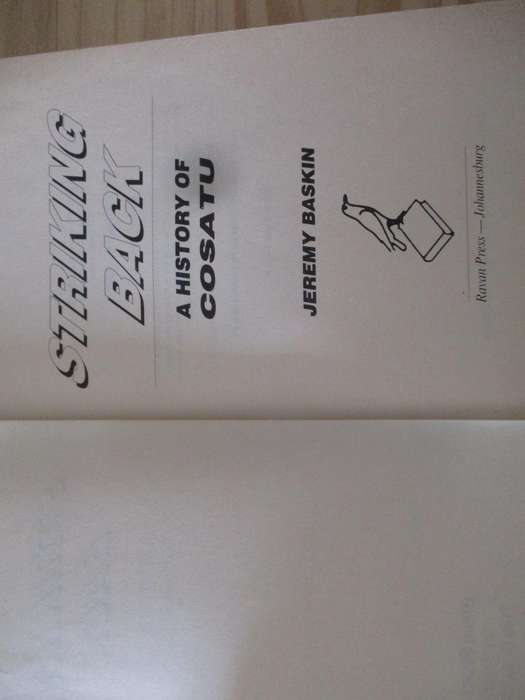 STRIKING
BACK
A HISTORY OF
COSATU
JEREMY BASKIN
Ravan Press — Johannesburg